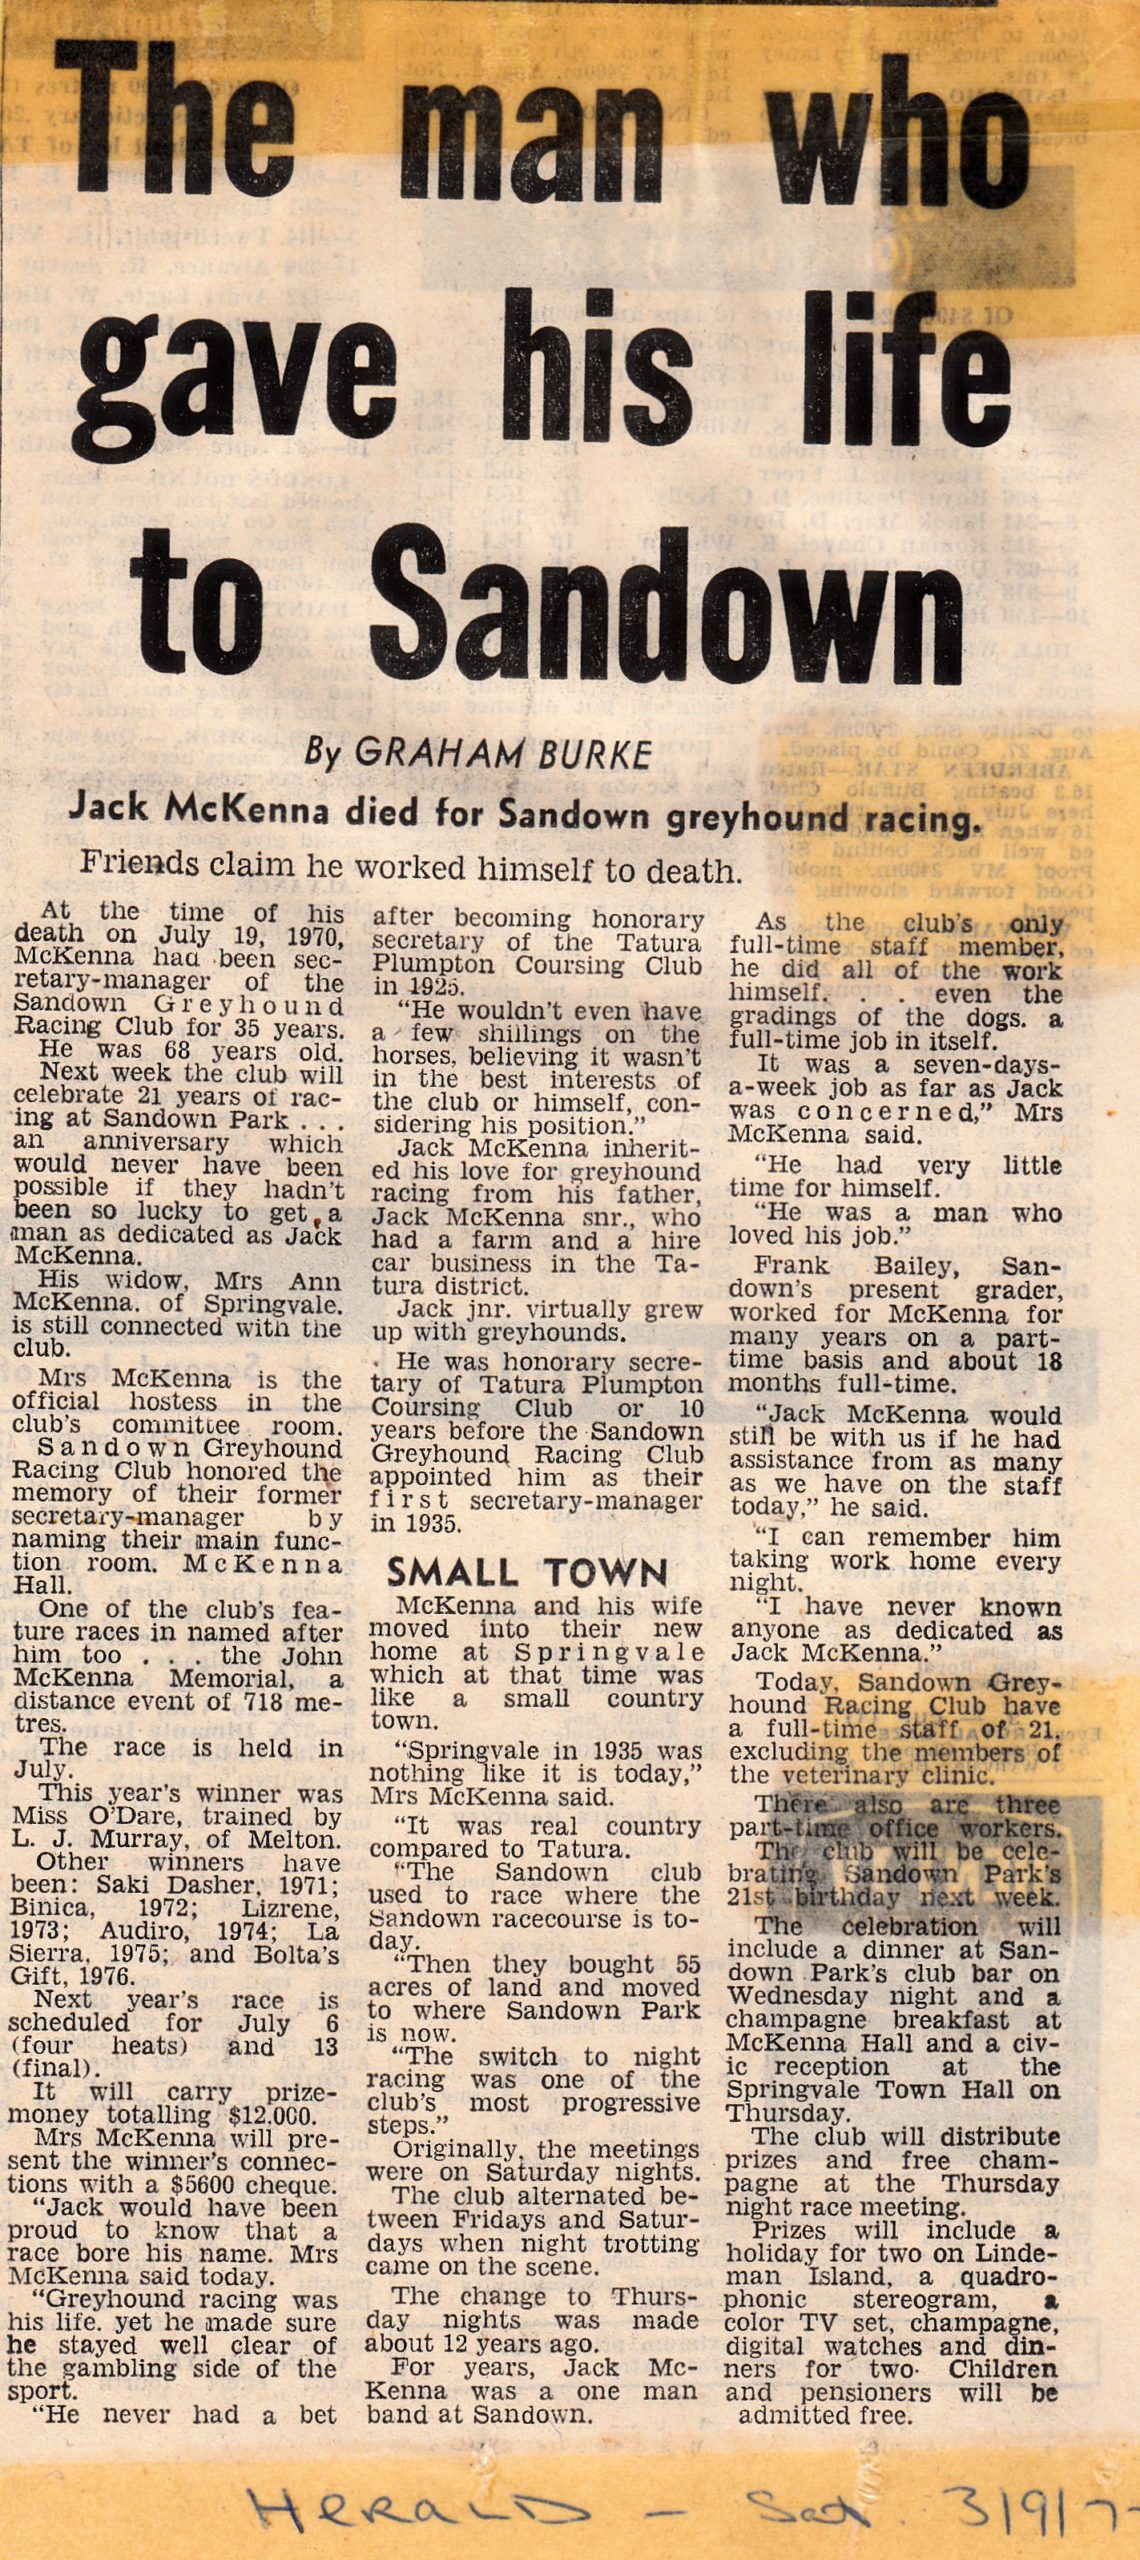 The man who
gave his life
to Sandown
By GRAHAM BURKE
Jack McKenna died for Sandown greyhound racing.
Friends claim he worked himself to death.
At the time of his
death on July 19, 1970,
McKenna had been sec-
retary-manager of the
Sandown Greyhound
Racing Club for 35 years.
He was 68 years old.
Next week the club will
celebrate 21 years of rac-
ing at Sandown Park . . .
an anniversary which
would never have been
possible if they hadn't
been so lucky to get a
man as dedicated as Jack
McKenna.
His widow, Mrs Ann
McKenna. of Springvale.
is still connected with the
club.
Mrs McKenna is the
official hostess in the
club's committee room.
Sandown Greyhound
Racing Club honored the
memory of their former
secretary-manager by
naming their main func-
tion room. McKenna
Hall.
One of the club's fea-
ture races in named after
him too . . . the John
McKenna Memorial, a
distance event of 718 me-
tres.
The race is held in
July.
This year's winner was
Miss O'Dare, trained by
L. J. Murray, of Melton.
Other winners have
been: Saki Dasher, 1971;
Binica, 1972; Lizrene,
1973; Audiro, 1974; La
Sierra, 1975; and Bolta's
Gift, 1976.
Next year's race is
scheduled for July 6
(four heats) and 13
(final).
It will carry prize-
money totalling $12,000.
Mrs McKenna will pre-
sent the winner's connec-
tions with a $5600 cheque.
"Jack would have been
proud to know that a
race bore his name. Mrs
McKenna said today.
"Greyhound racing was
his life. yet he made sure
he stayed well clear of
the gambling side of the
sport.
"He never had a bet
after becoming honorary
secretary of the Tatura
Plumpton Coursing Club
in 1925.
"He wouldn't even have
a few shillings on the
horses, believing it wasn't
in the best interests of
the club or himself, con-
sidering his position."
Jack McKenna inherit-
ed his love for greyhound
racing from his father,
Jack McKenna snr., who
had a farm and a hire
car business in the Ta-
tura district.
Jack jnr. virtually grew
up with greyhounds.
He was honorary secre-
tary of Tatura Plumpton
Coursing Club or 10
years before the Sandown
Greyhound Racing Club
appointed him as their
first secretary-manager
in 1935.
SMALL TOWN
McKenna and his wife
moved into their new
home at Springvale
which at that time was
like a small country
town.
"Springvale in 1935 was
nothing like it is today,"
Mrs McKenna said.
"It was real country
compared to Tatura.
"The Sandown club
used to race where the
Sandown racecourse is to-
day.
"Then they bought 55
acres of land and moved
to where Sandown Park
is now.
"The switch to night
racing was one of the
club's most progressive
steps."
Originally, the meetings
were on Saturday nights.
The club alternated be-
tween Fridays and Satur-
days when night trotting
came on the scene.
The change to Thurs-
day nights was made
about 12 years ago.
For years, Jack Mc-
Kenna was a one man
band at Sandown.
As the club's only
full-time staff member,
he did all of the work
himself. . . even the
gradings of the dogs. a
full-time job in itself.
It was a seven-days-
a-week job as far as Jack
was concerned," Mrs
McKenna said.
"He had very little
time for himself.
"He was a man who
loved his job."
Frank Bailey, San-
down's present grader,
worked for McKenna for
many years on a part-
time basis and about 18
months full-time.
"Jack McKenna would
still be with us if he had
assistance from as many
as we have on the staff
today," he said.
"I can remember him
taking work home every
night.
"I have never known
anyone as dedicated as
Jack McKenna."
Today, Sandown Grey-
hound Racing Club have
a full-time staff of 21.
excluding the members of
the veterinary clinic.
There also are three
part-time office workers.
The club will be cele-
brating Sandown Park's
21st birthday next week.
The celebration will
include a dinner at San-
down Park's club bar on
Wednesday night and a
champagne breakfast at
McKenna Hall and a civ-
ic reception at the
Springvale Town Hall on
Thursday.
The club will distribute
prizes and free cham-
pagne at the Thursday
night race meeting.
Prizes will include a
holiday for two on Linde-
man Island, a quadro-
phonic stereogram, a
color TV set, champagne,
digital watches and din-
ners for two. Children
and pensioners will be
admitted free.
HERALD - Sat. 3/9/7